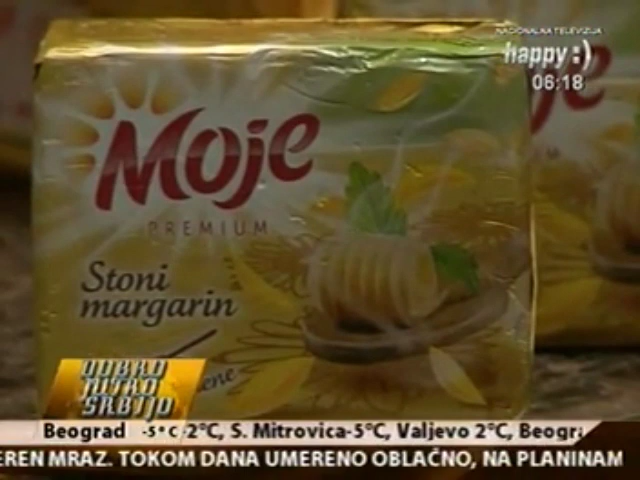 NACIONALNA TELEVIZIJA
happy:)
06:18
Moje
PREMIUM
Stoni
margarin
DOBRO
JUTRO
SRBIJO
Beograd -5°C 2°C, S. Mitrovica-5°C, Valjevo 2°C, Beogra
EREN MRAZ. TOKOM DANA UMERENO OBLAČNO, NA PLANINAM